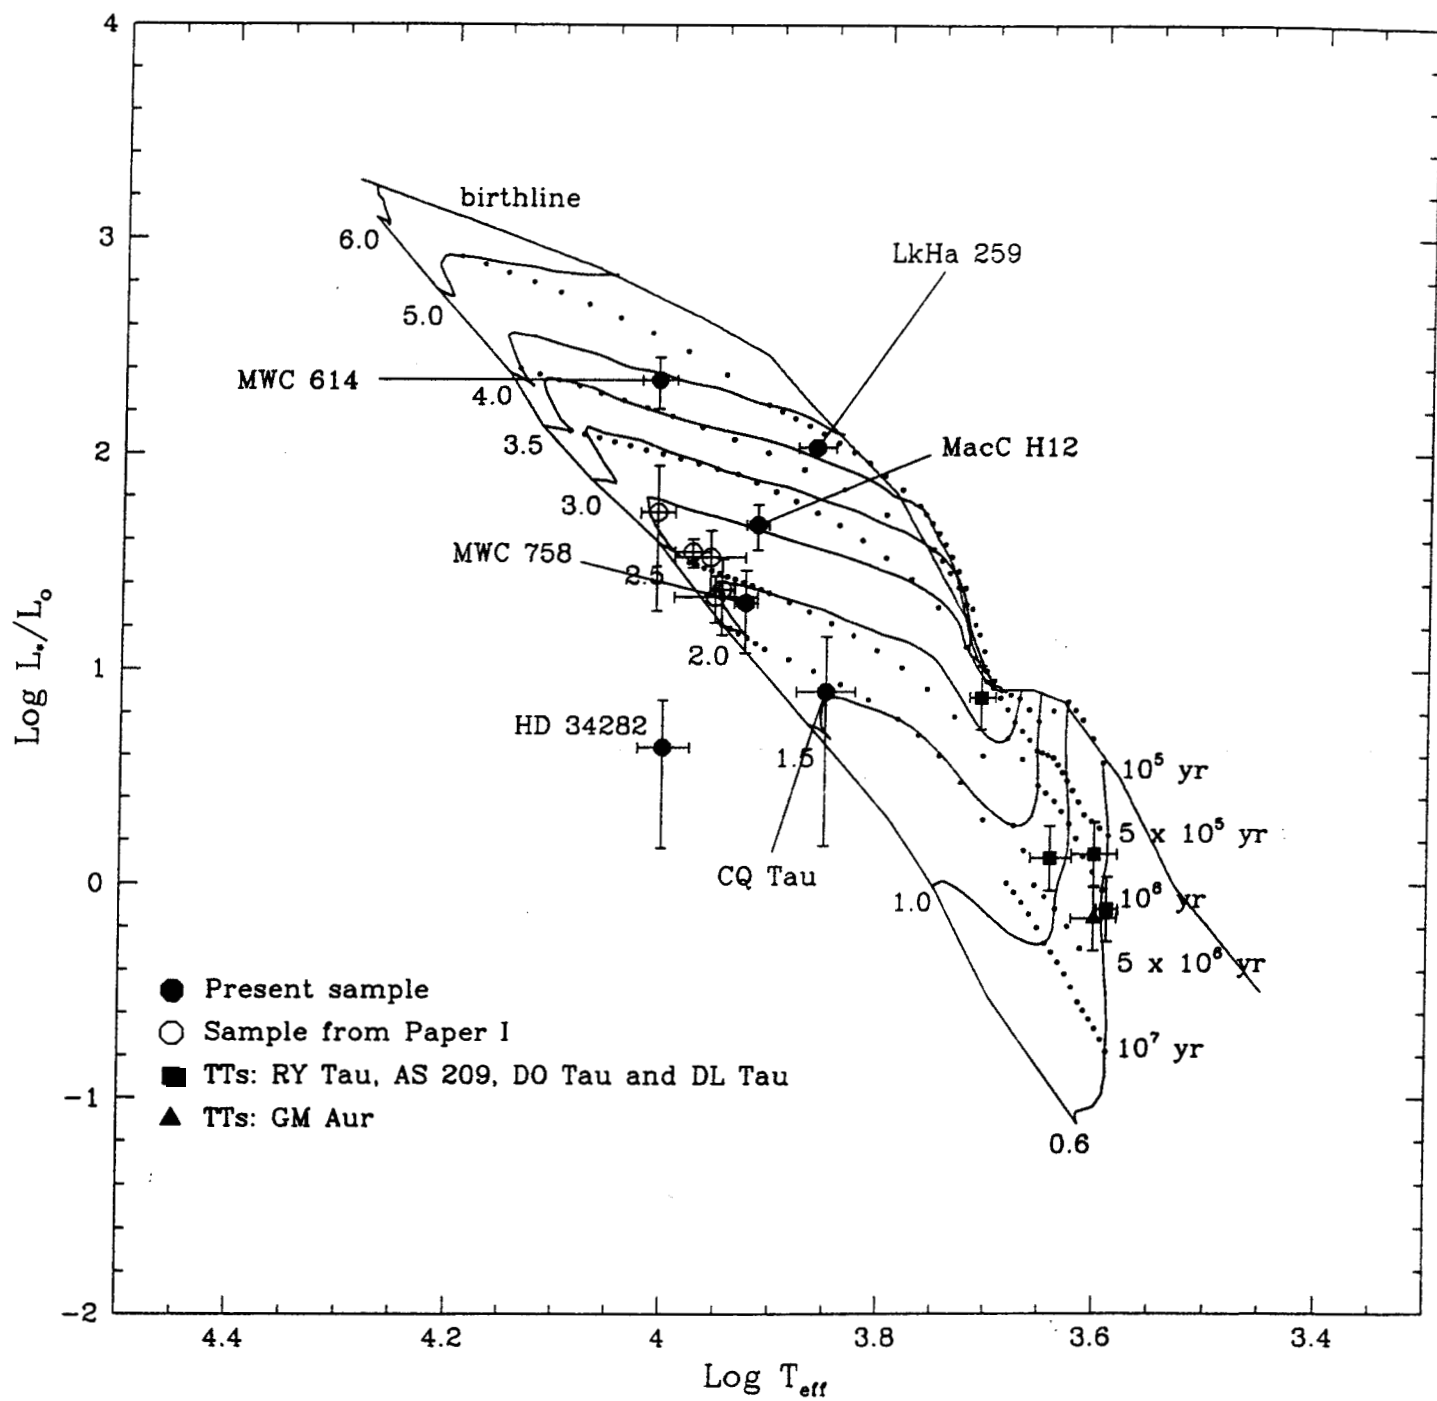 4
3
2
1
0
-1
-2
4.4
4.2
4
3.8
3.6
3.4
Log L*/Lo
Log Teff
birthline
6.0
5.0
4.0
3.5
3.0
2.5
2.0
1.5
1.0
0.6
LkHa 259
MWC 614
MacC H12
MWC 758
HD 34282
CQ Tau
10⁵ yr
5 x 10⁵ yr
10⁶ yr
5 x 10⁶ yr
10⁷ yr
Present sample
Sample from Paper I
TTs: RY Tau, AS 209, DO Tau and DL Tau
TTs: GM Aur